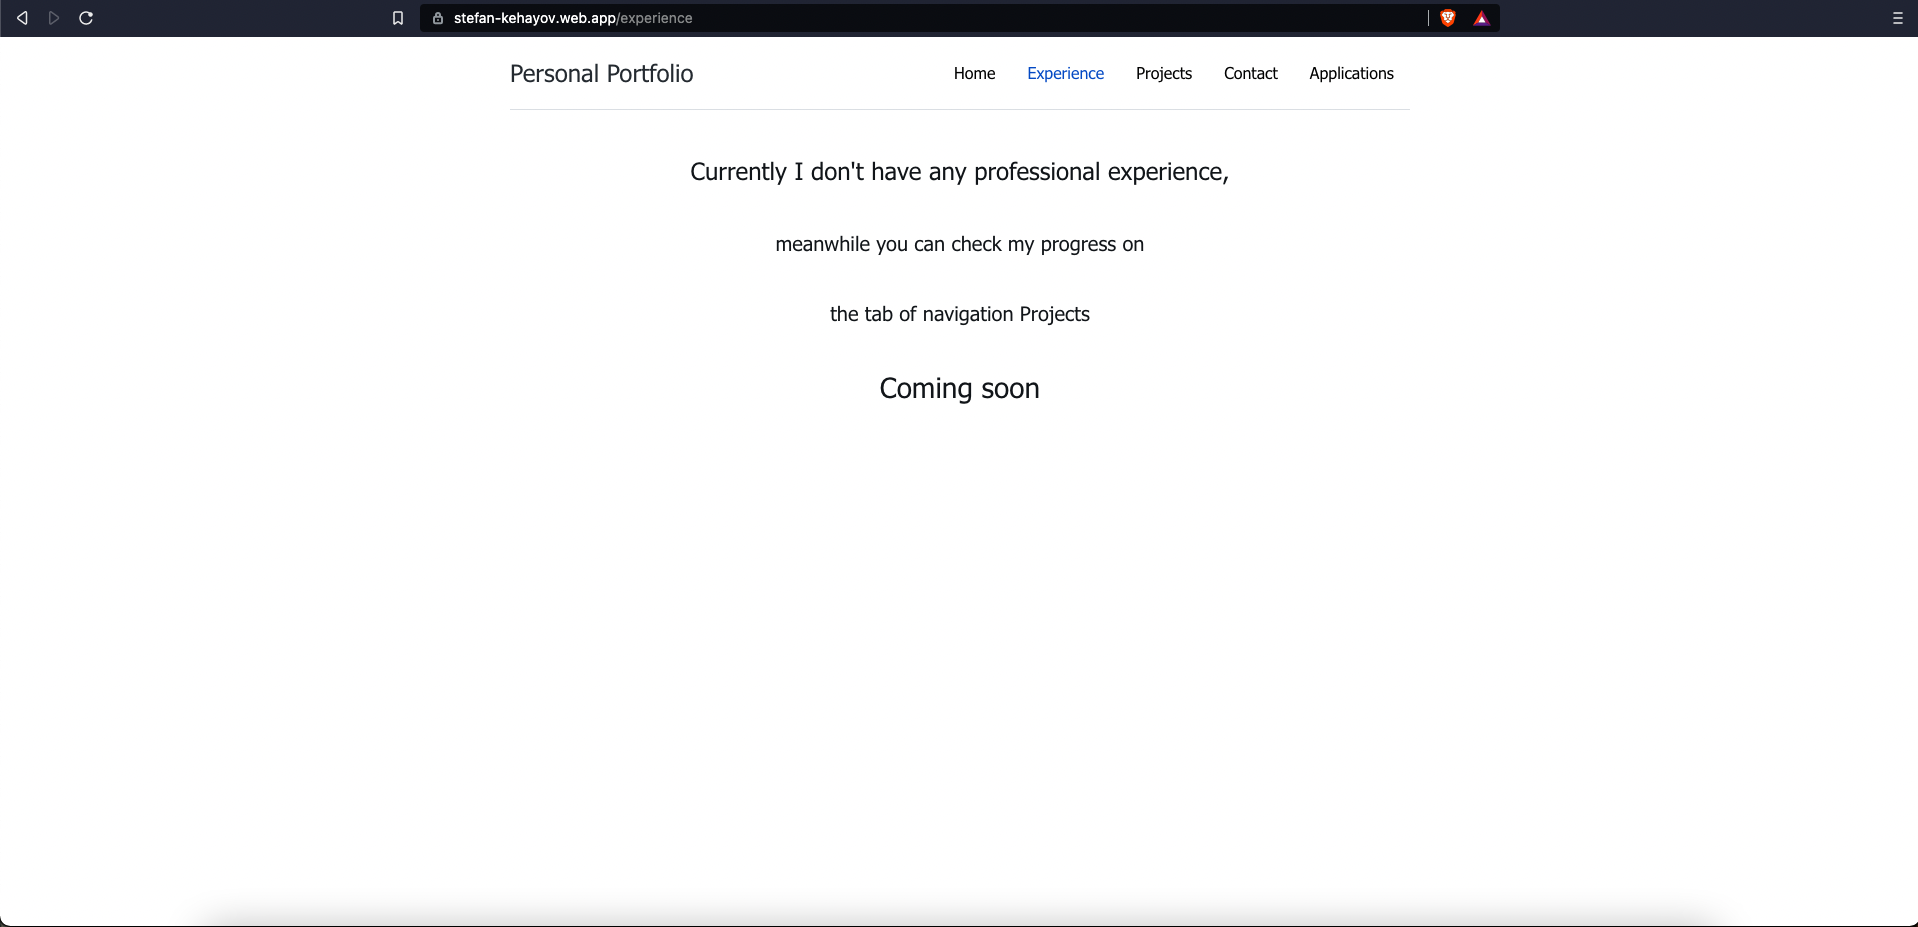 stefan-kehayov.web.app/experience
Personal Portfolio
Home Experience Projects Contact Applications
Currently I don't have any professional experience,
meanwhile you can check my progress on
the tab of navigation Projects
Coming soon